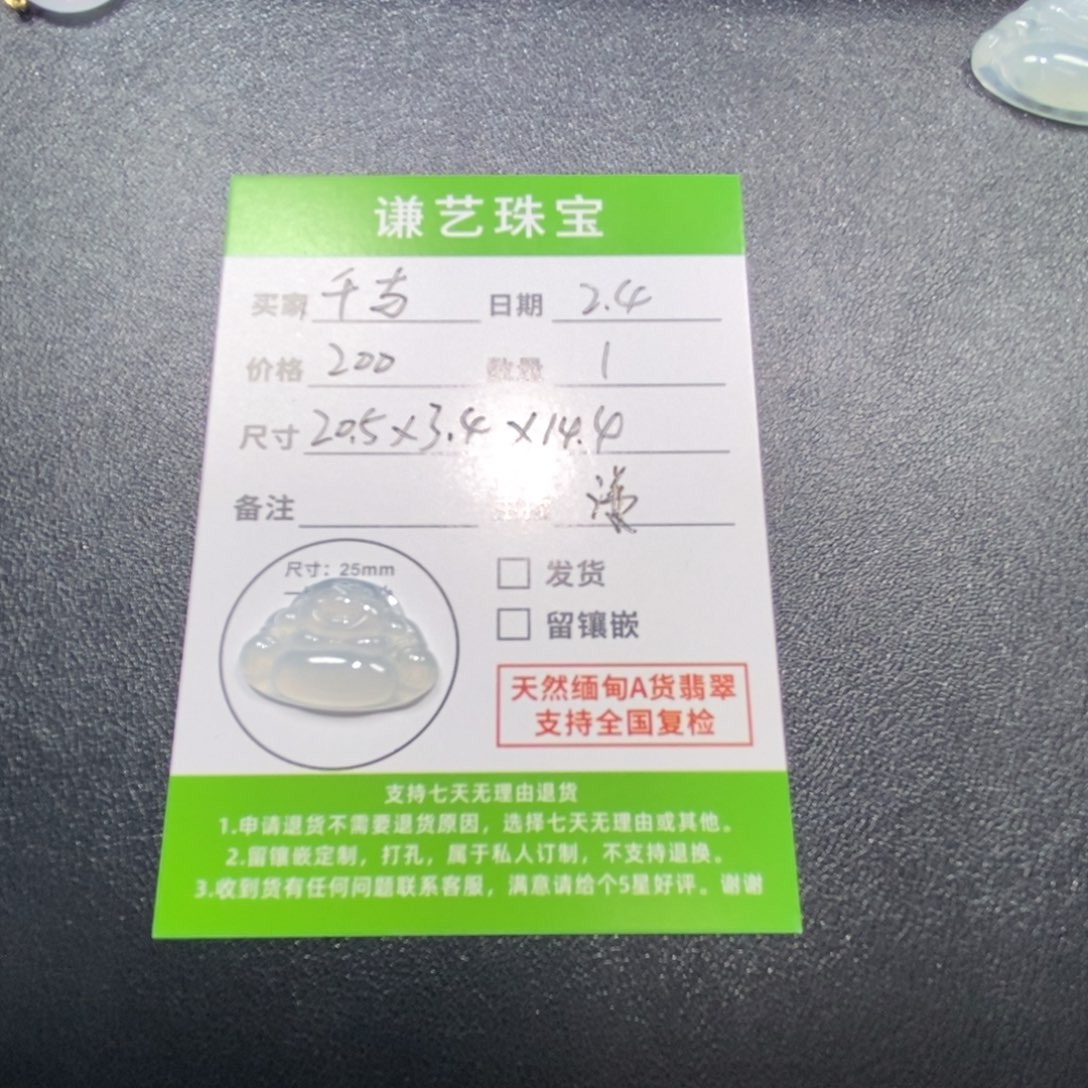 谦艺珠宝
买家 千吉 日期 2.4
价格 200 数量 1
尺寸 20.5×3.4×14.4
备注
尺寸：25mm
发货
留镶嵌
天然缅甸A货翡翠
支持全国复检
支持七天无理由退货
1.申请退货不需要退货原因，选择七天无理由或其他。
2.留镶嵌定制，打孔，属于私人订制，不支持退换。
3.收到货有任何问题联系客服，满意请给个5星好评。谢谢